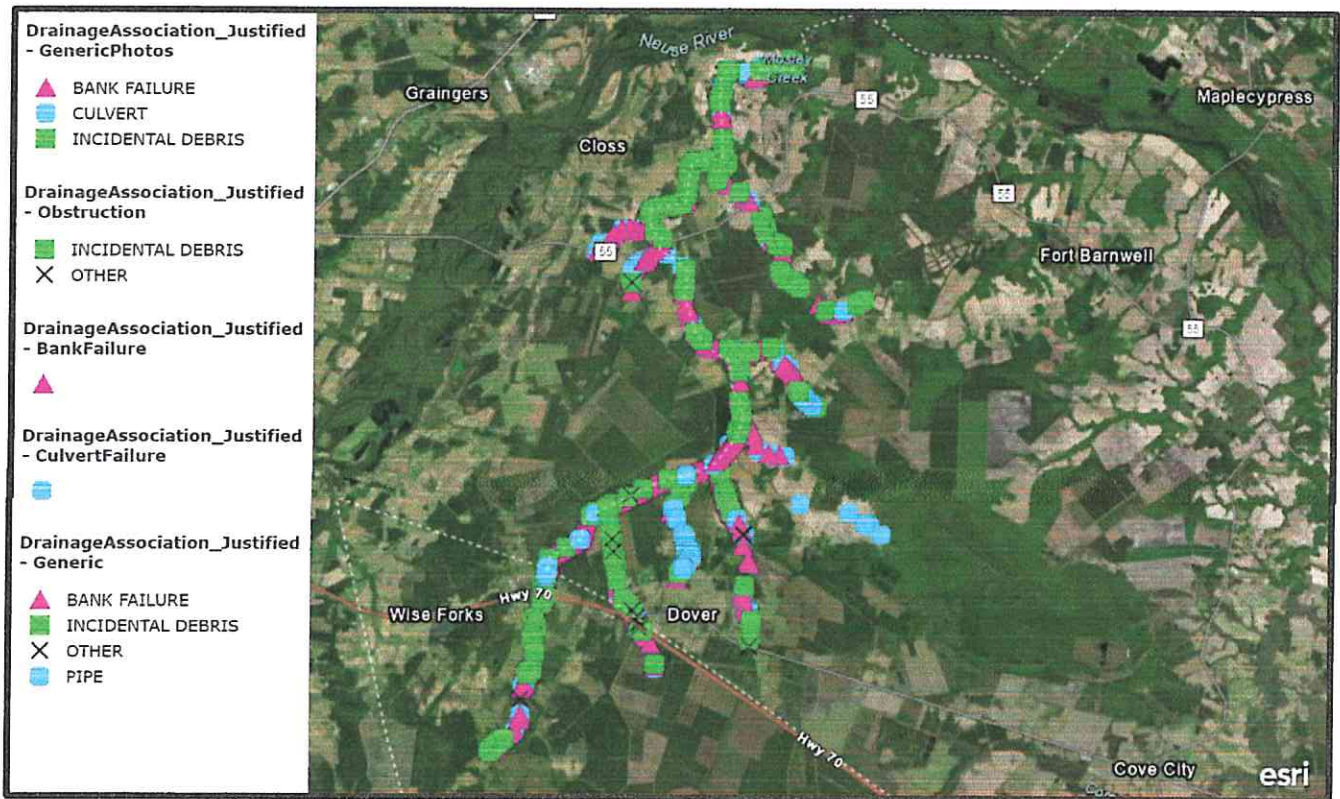 DrainageAssociation_Justified
- GenericPhotos
BANK FAILURE
CULVERT
INCIDENTAL DEBRIS
DrainageAssociation_Justified
- Obstruction
INCIDENTAL DEBRIS
OTHER
DrainageAssociation_Justified
- BankFailure
DrainageAssociation_Justified
- CulvertFailure
DrainageAssociation_Justified
- Generic
BANK FAILURE
INCIDENTAL DEBRIS
OTHER
PIPE
Neuse River
Mosley
Creek
Graingers
55
Maplecypress
Closs
55
55
Fort Barnwell
55
Hwy 70
Wise Forks
Dover
Hwy 70
Cove City
esri